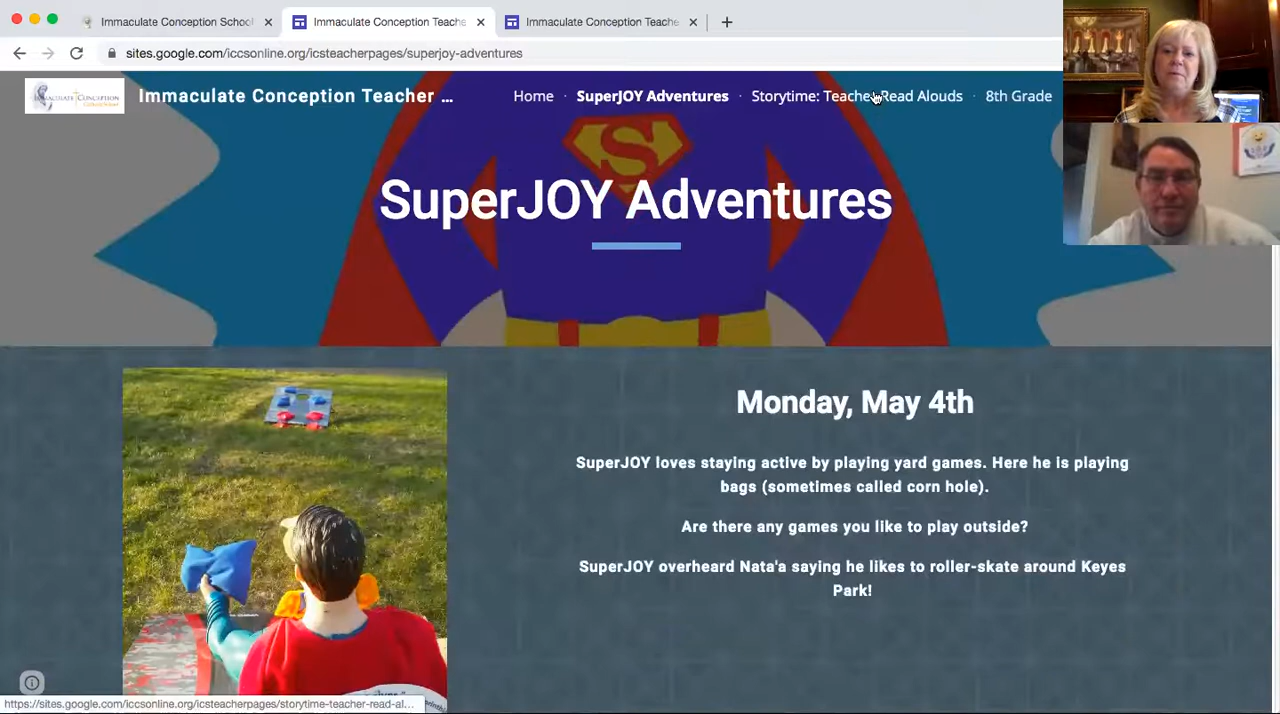 Immaculate Conception School
Immaculate Conception Teache
Immaculate Conception Teache
sites.google.com/iccsonline.org/icsteacherpages/superjoy-adventures
IMMACULATE CONCEPTION
Immaculate Conception Teacher ...
Home · SuperJOY Adventures · Storytime: Teacher Read Alouds · 8th Grade
S
SuperJOY Adventures
Monday, May 4th
SuperJOY loves staying active by playing yard games. Here he is playing
bags (sometimes called corn hole).
Are there any games you like to play outside?
SuperJOY overheard Nata'a saying he likes to roller-skate around Keyes
Park!
https://sites.google.com/iccsonline.org/icsteacherpages/storytime-teacher-read-al...